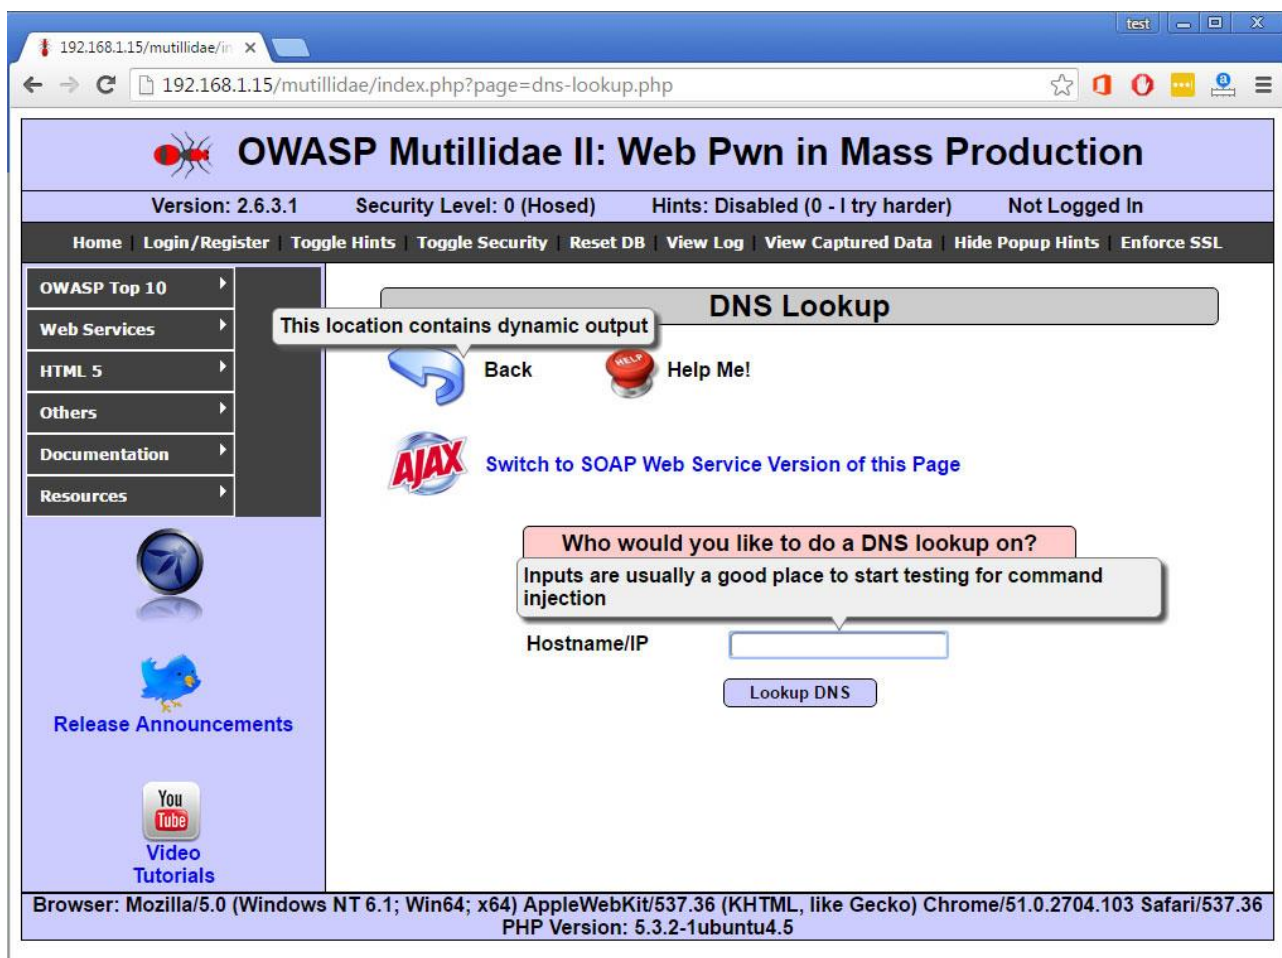 test
192.168.1.15/mutillidae/in
192.168.1.15/mutillidae/index.php?page=dns-lookup.php
OWASP Mutillidae II: Web Pwn in Mass Production
Version: 2.6.3.1 Security Level: 0 (Hosed) Hints: Disabled (0 - I try harder) Not Logged In
Home Login/Register Toggle Hints Toggle Security Reset DB View Log View Captured Data Hide Popup Hints Enforce SSL
OWASP Top 10
Web Services
HTML 5
Others
Documentation
Resources
Release Announcements
You
Tube
Video
Tutorials
DNS Lookup
This location contains dynamic output
Back
HELP
Help Me!
AJAX
Switch to SOAP Web Service Version of this Page
Who would you like to do a DNS lookup on?
Inputs are usually a good place to start testing for command
injection
Hostname/IP
Lookup DNS
Browser: Mozilla/5.0 (Windows NT 6.1; Win64; x64) AppleWebKit/537.36 (KHTML, like Gecko) Chrome/51.0.2704.103 Safari/537.36
PHP Version: 5.3.2-1ubuntu4.5